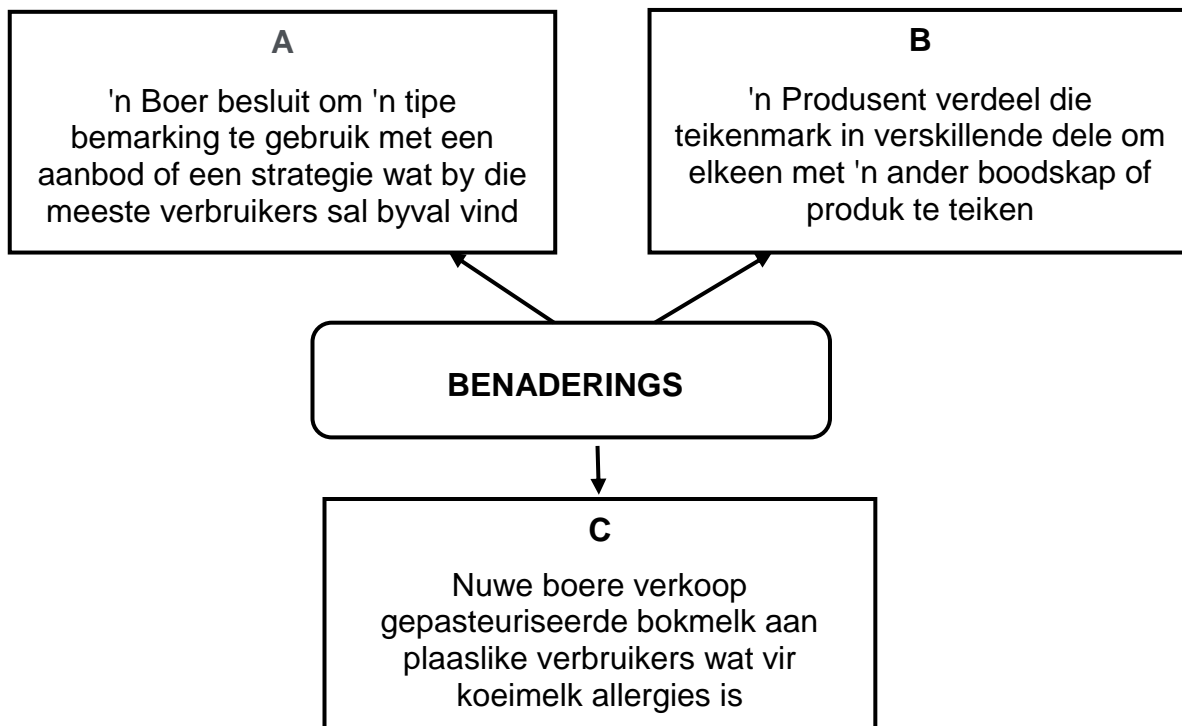 A
'n Boer besluit om 'n tipe
bemarking te gebruik met een
aanbod of een strategie wat by die
meeste verbruikers sal byval vind
B
'n Produsent verdeel die
teikenmark in verskillende dele om
elkeen met 'n ander boodskap of
produk te teiken
BENADERINGS
C
Nuwe boere verkoop
gepasteuriseerde bokmelk aan
plaaslike verbruikers wat vir
koeimelk allergies is